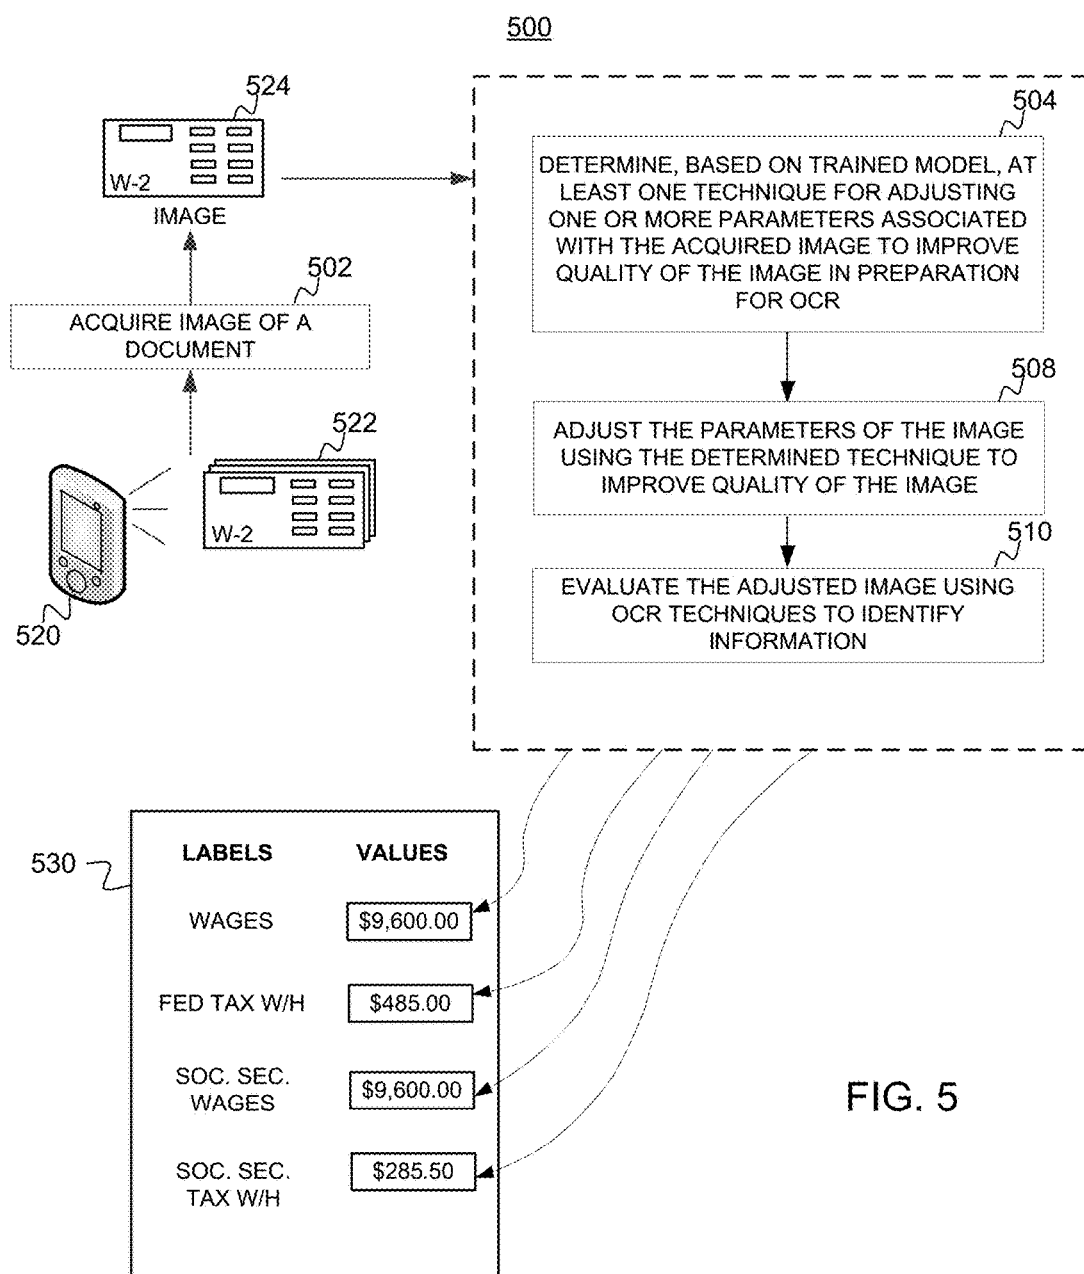 500
524
W-2
IMAGE
502
ACQUIRE IMAGE OF A
DOCUMENT
522
W-2
520
504
DETERMINE, BASED ON TRAINED MODEL, AT
LEAST ONE TECHNIQUE FOR ADJUSTING
ONE OR MORE PARAMETERS ASSOCIATED
WITH THE ACQUIRED IMAGE TO IMPROVE
QUALITY OF THE IMAGE IN PREPARATION
FOR OCR
508
ADJUST THE PARAMETERS OF THE IMAGE
USING THE DETERMINED TECHNIQUE TO
IMPROVE QUALITY OF THE IMAGE
510
EVALUATE THE ADJUSTED IMAGE USING
OCR TECHNIQUES TO IDENTIFY
INFORMATION
530
LABELS VALUES
WAGES $9,600.00
FED TAX W/H $485.00
SOC. SEC.
WAGES $9,600.00
SOC. SEC.
TAX W/H $285.50
FIG. 5